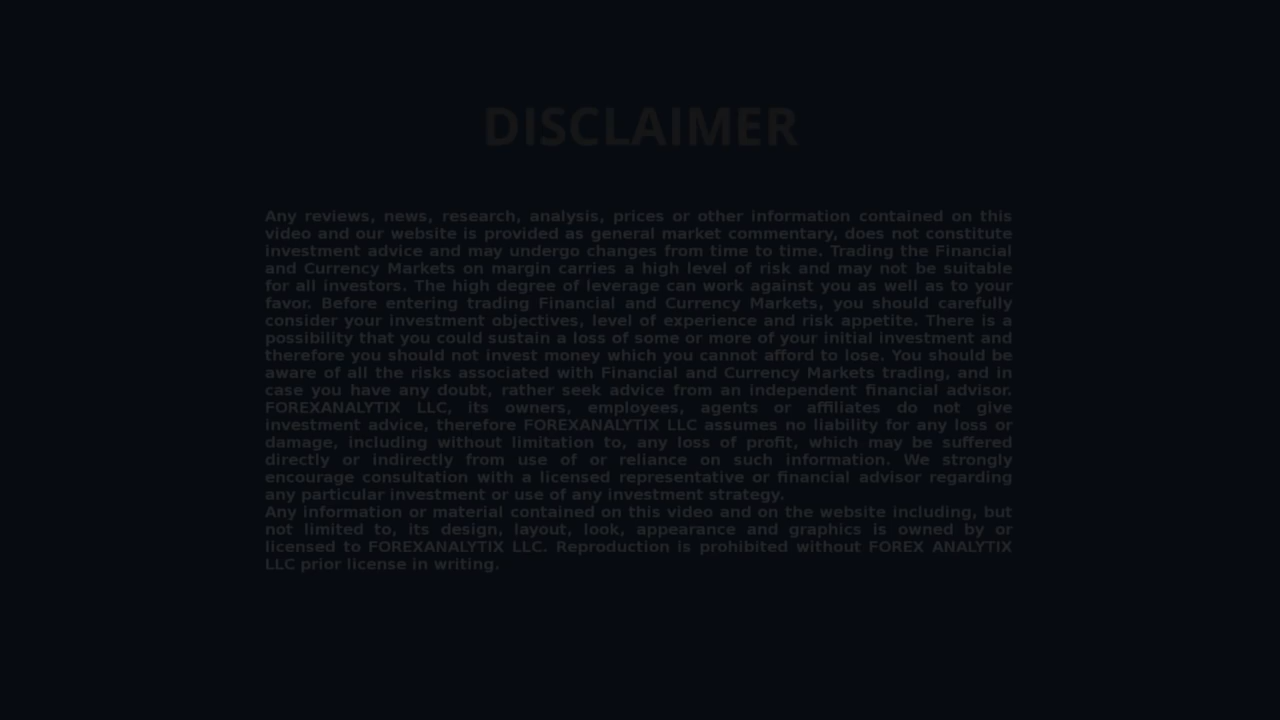 DISCLAIMER
Any reviews, news, research, analysis, prices or other information contained on this
video and our website is provided as general market commentary, does not constitute
investment advice and may undergo changes from time to time. Trading the Financial
and Currency Markets on margin carries a high level of risk and may not be suitable
for all investors. The high degree of leverage can work against you as well as to your
favor. Before entering trading Financial and Currency Markets, you should carefully
consider your investment objectives, level of experience and risk appetite. There is a
possibility that you could sustain a loss of some or more of your initial investment and
therefore you should not invest money which you cannot afford to lose. You should be
aware of all the risks associated with Financial and Currency Markets trading, and in
case you have any doubt, rather seek advice from an independent financial advisor.
FOREXANALYTIX LLC, its owners, employees, agents or affiliates do not give
investment advice, therefore FOREXANALYTIX LLC assumes no liability for any loss or
damage, including without limitation to, any loss of profit, which may be suffered
directly or indirectly from use of or reliance on such information. We strongly
encourage consultation with a licensed representative or financial advisor regarding
any particular investment or use of any investment strategy.
Any information or material contained on this video and on the website including, but
not limited to, its design, layout, look, appearance and graphics is owned by or
licensed to FOREXANALYTIX LLC. Reproduction is prohibited without FOREX ANALYTIX
LLC prior license in writing.